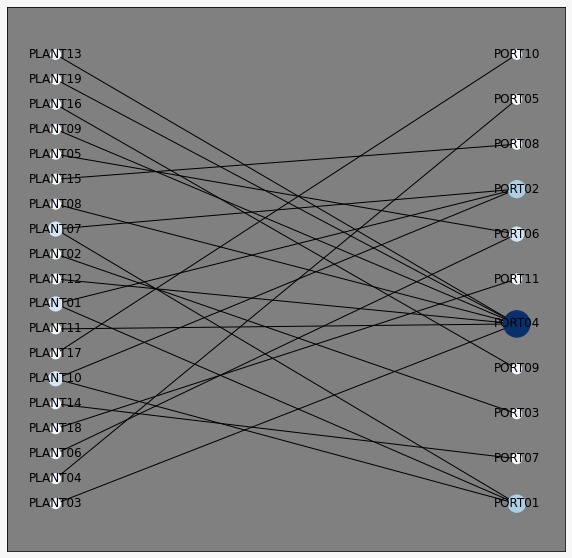 PLANT13
PLANT19
PLANT16
PLANT09
PLANT05
PLANT15
PLANT08
PLANT07
PLANT02
PLANT12
PLANT01
PLANT11
PLANT17
PLANT10
PLANT14
PLANT18
PLANT06
PLANT04
PLANT03
PORT10
PORT05
PORT08
PORT02
PORT06
PORT11
PORT04
PORT09
PORT03
PORT07
PORT01